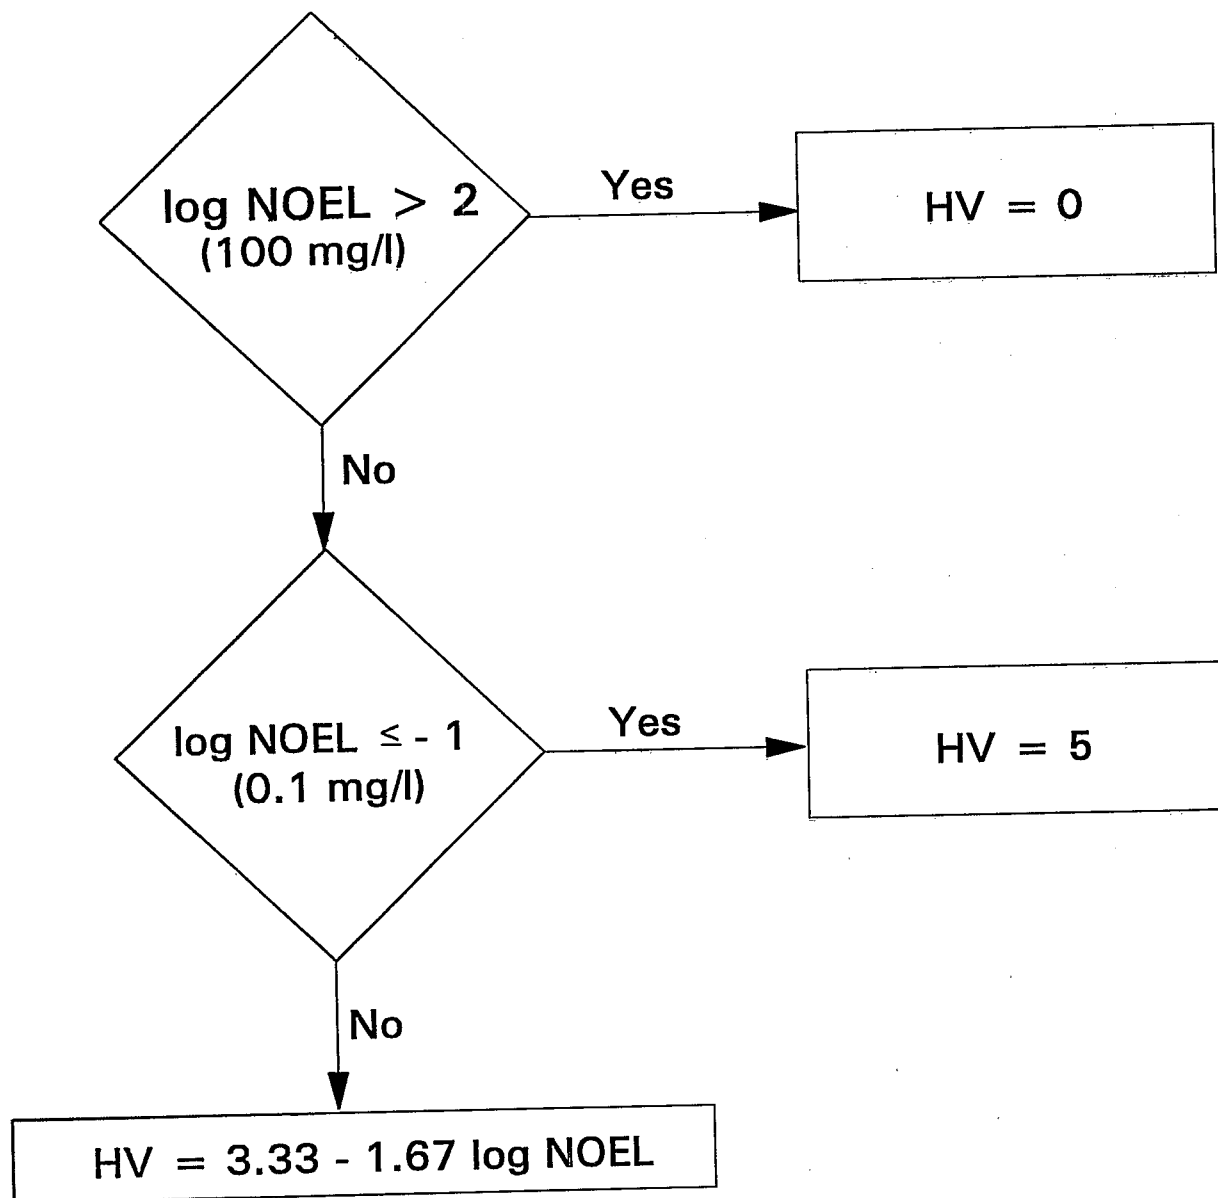 log NOEL > 2
(100 mg/l)
Yes
HV = 0
No
log NOEL ≤ - 1
(0.1 mg/l)
Yes
HV = 5
No
HV = 3.33 - 1.67 log NOEL